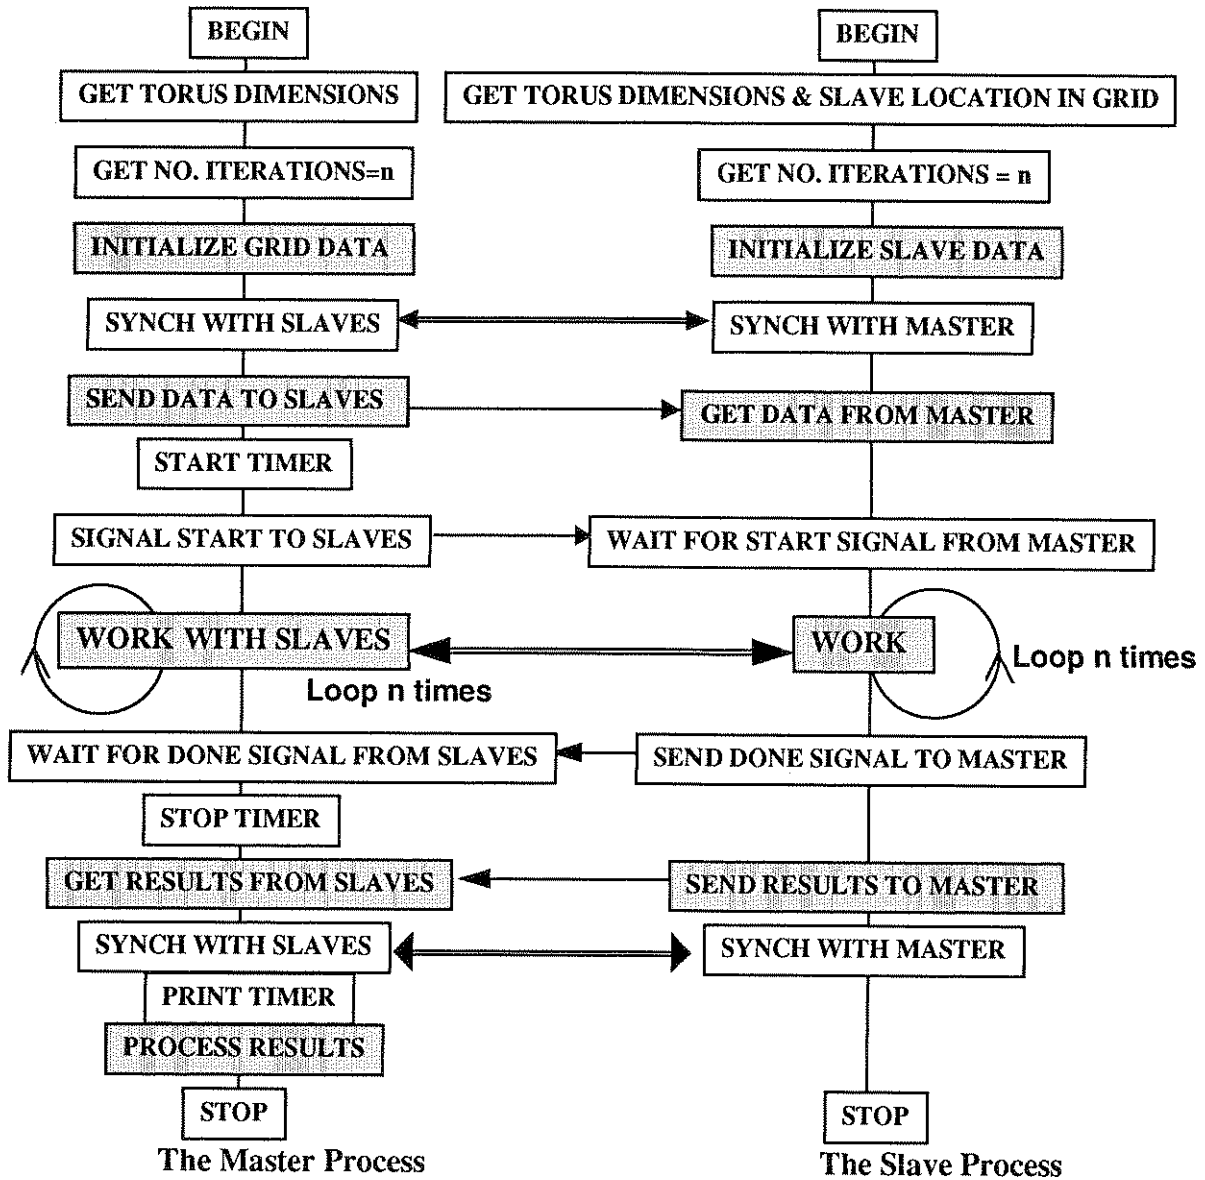 BEGIN
GET TORUS DIMENSIONS
GET NO. ITERATIONS=n
INITIALIZE GRID DATA
SYNCH WITH SLAVES
SEND DATA TO SLAVES
START TIMER
SIGNAL START TO SLAVES
WORK WITH SLAVES
Loop n times
WAIT FOR DONE SIGNAL FROM SLAVES
STOP TIMER
GET RESULTS FROM SLAVES
SYNCH WITH SLAVES
PRINT TIMER
PROCESS RESULTS
STOP
The Master Process
BEGIN
GET TORUS DIMENSIONS & SLAVE LOCATION IN GRID
GET NO. ITERATIONS = n
INITIALIZE SLAVE DATA
SYNCH WITH MASTER
GET DATA FROM MASTER
WAIT FOR START SIGNAL FROM MASTER
WORK
Loop n times
SEND DONE SIGNAL TO MASTER
SEND RESULTS TO MASTER
SYNCH WITH MASTER
STOP
The Slave Process